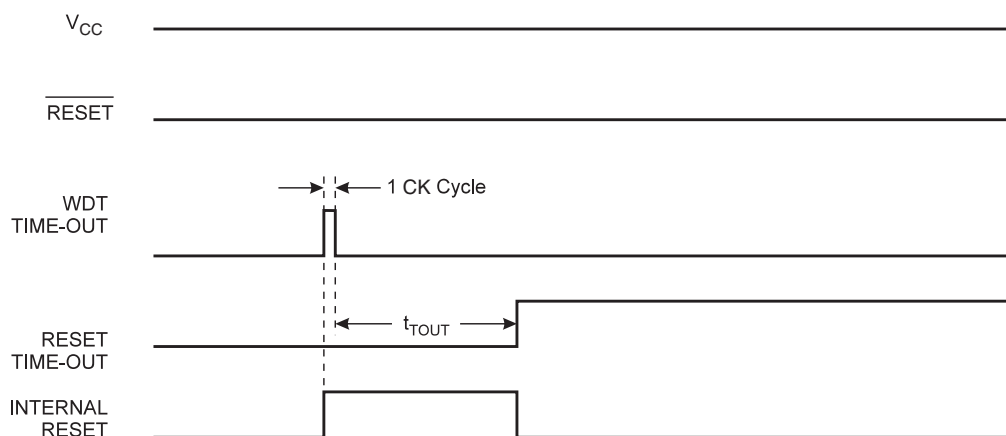 VCC
RESET
1 CK Cycle
WDT
TIME-OUT
tTOUT
RESET
TIME-OUT
INTERNAL
RESET